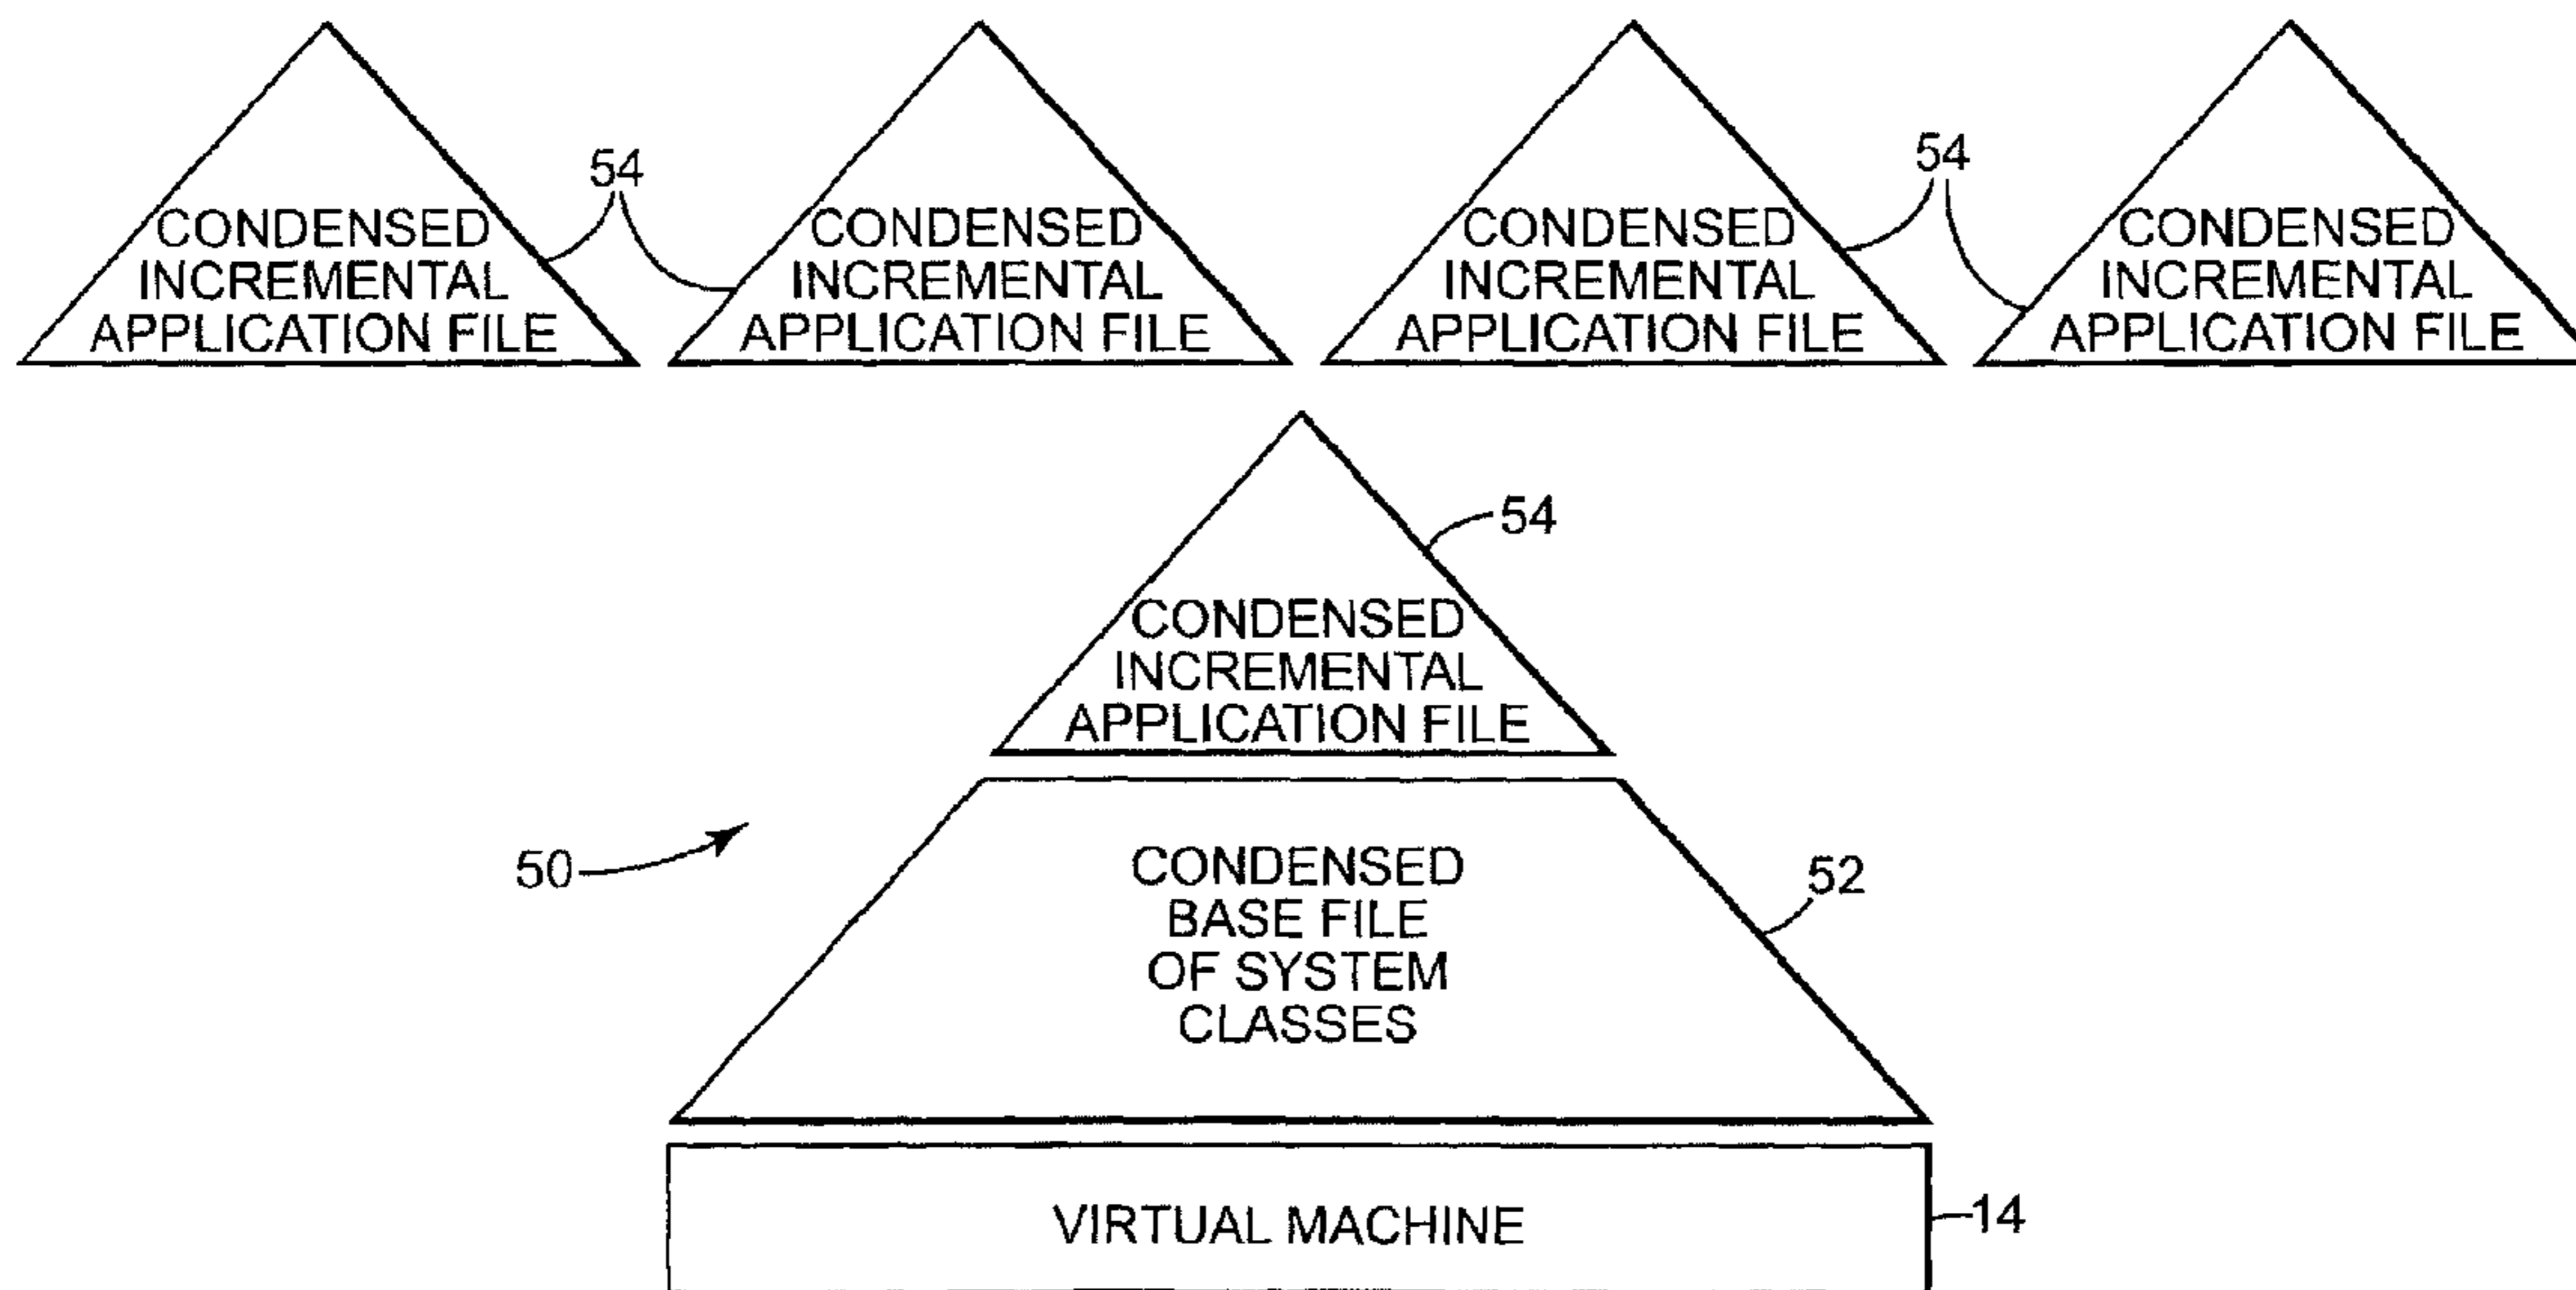 54
54
CONDENSED
INCREMENTAL
APPLICATION FILE
CONDENSED
INCREMENTAL
APPLICATION FILE
CONDENSED
INCREMENTAL
APPLICATION FILE
CONDENSED
INCREMENTAL
APPLICATION FILE
54
CONDENSED
INCREMENTAL
APPLICATION FILE
50
CONDENSED
BASE FILE
OF SYSTEM
CLASSES
52
VIRTUAL MACHINE
14